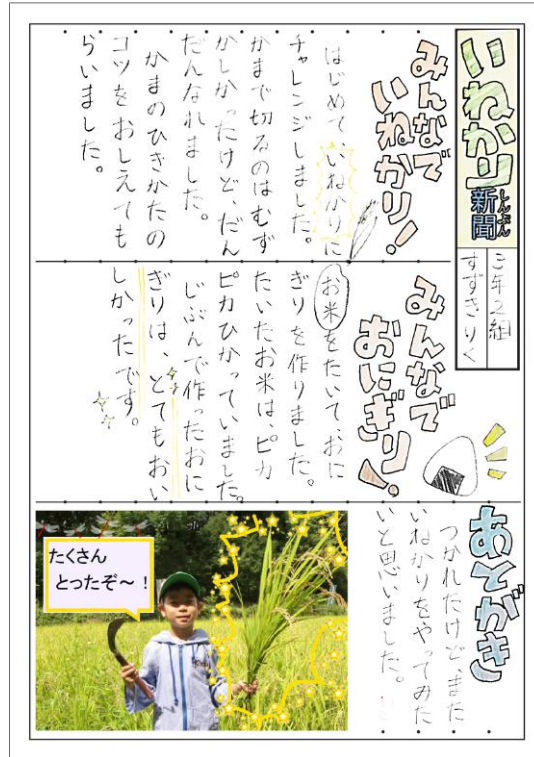 いねかり
しんぶん
新聞
三年2組
すずきりく
みんなで
いねかり！
はじめていねかりに
チャレンジしました。
かまで切るのはむず
かしかったけど、だん
だんなれました。
かまのひきかたの
コツをおしえても
らいました。
みんなで
おにぎり！
お米をたいて、おに
ぎりを作りました。
たいたお米は、ピカ
ピカひかっていました。
じぶんで作ったおに
ぎりは、とてもおい
しかったです。
あとがき
つかれたけど、また
いねかりをやってみた
いと思いました。
たくさん
とったぞ～！